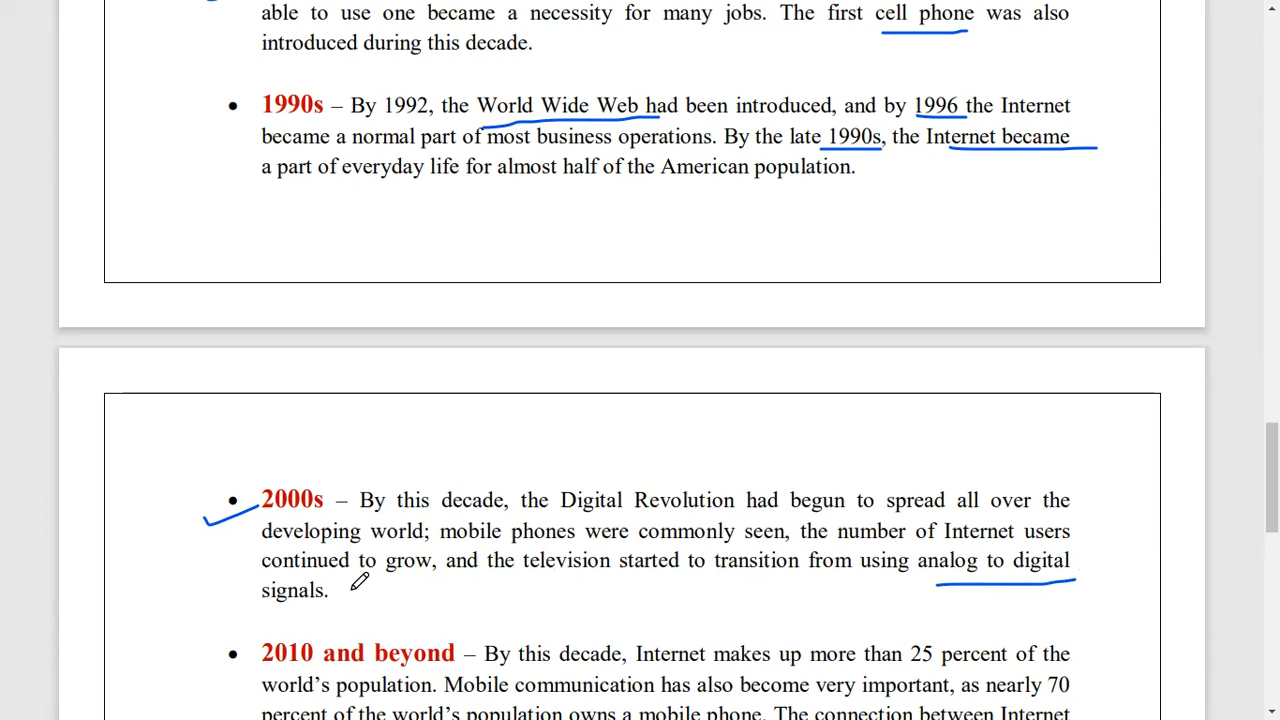 able to use one became a necessity for many jobs. The first cell phone was also
introduced during this decade.
• 1990s – By 1992, the World Wide Web had been introduced, and by 1996 the Internet
became a normal part of most business operations. By the late 1990s, the Internet became
a part of everyday life for almost half of the American population.
• 2000s – By this decade, the Digital Revolution had begun to spread all over the
developing world; mobile phones were commonly seen, the number of Internet users
continued to grow, and the television started to transition from using analog to digital
signals.
• 2010 and beyond – By this decade, Internet makes up more than 25 percent of the
world’s population. Mobile communication has also become very important, as nearly 70
percent of the world’s population owns a mobile phone. The connection between Internet